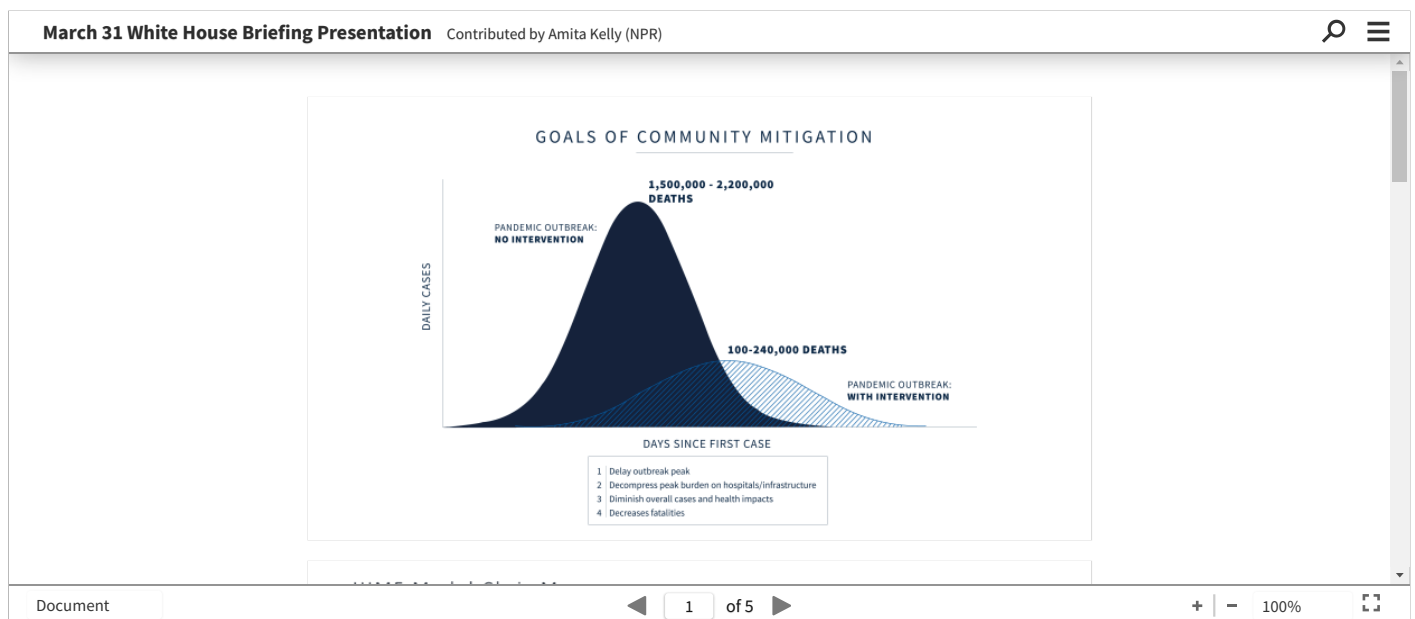 March 31 White House Briefing Presentation Contributed by Amita Kelly (NPR)
GOALS OF COMMUNITY MITIGATION
1,500,000 - 2,200,000
DEATHS
PANDEMIC OUTBREAK:
NO INTERVENTION
DAILY CASES
100-240,000 DEATHS
PANDEMIC OUTBREAK:
WITH INTERVENTION
DAYS SINCE FIRST CASE
1 Delay outbreak peak
2 Decompress peak burden on hospitals/infrastructure
3 Diminish overall cases and health impacts
4 Decreases fatalities
Document
1 of 5
+ − 100%